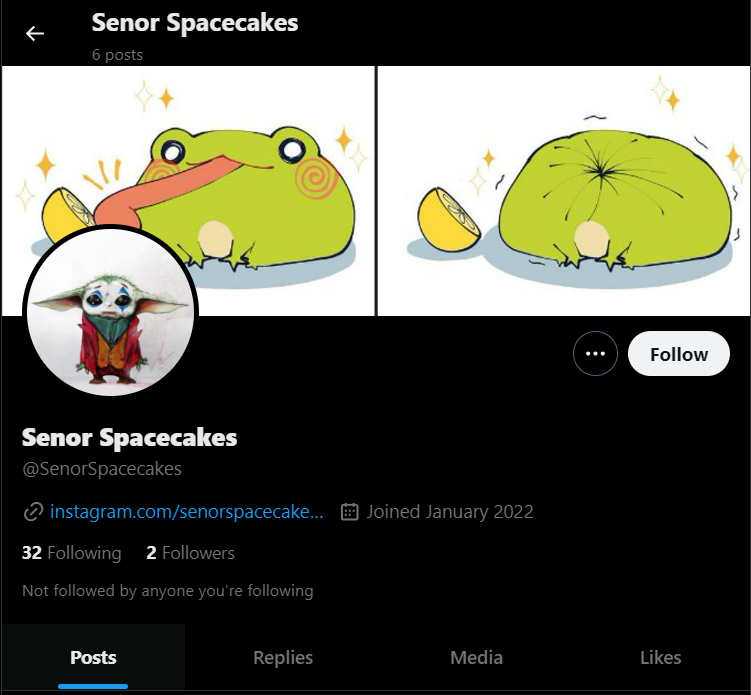 Senor Spacecakes
6 posts
Follow
Senor Spacecakes
@SenorSpacecakes
instagram.com/senorspacecake... Joined January 2022
32 Following 2 Followers
Not followed by anyone you're following
Posts Replies Media Likes